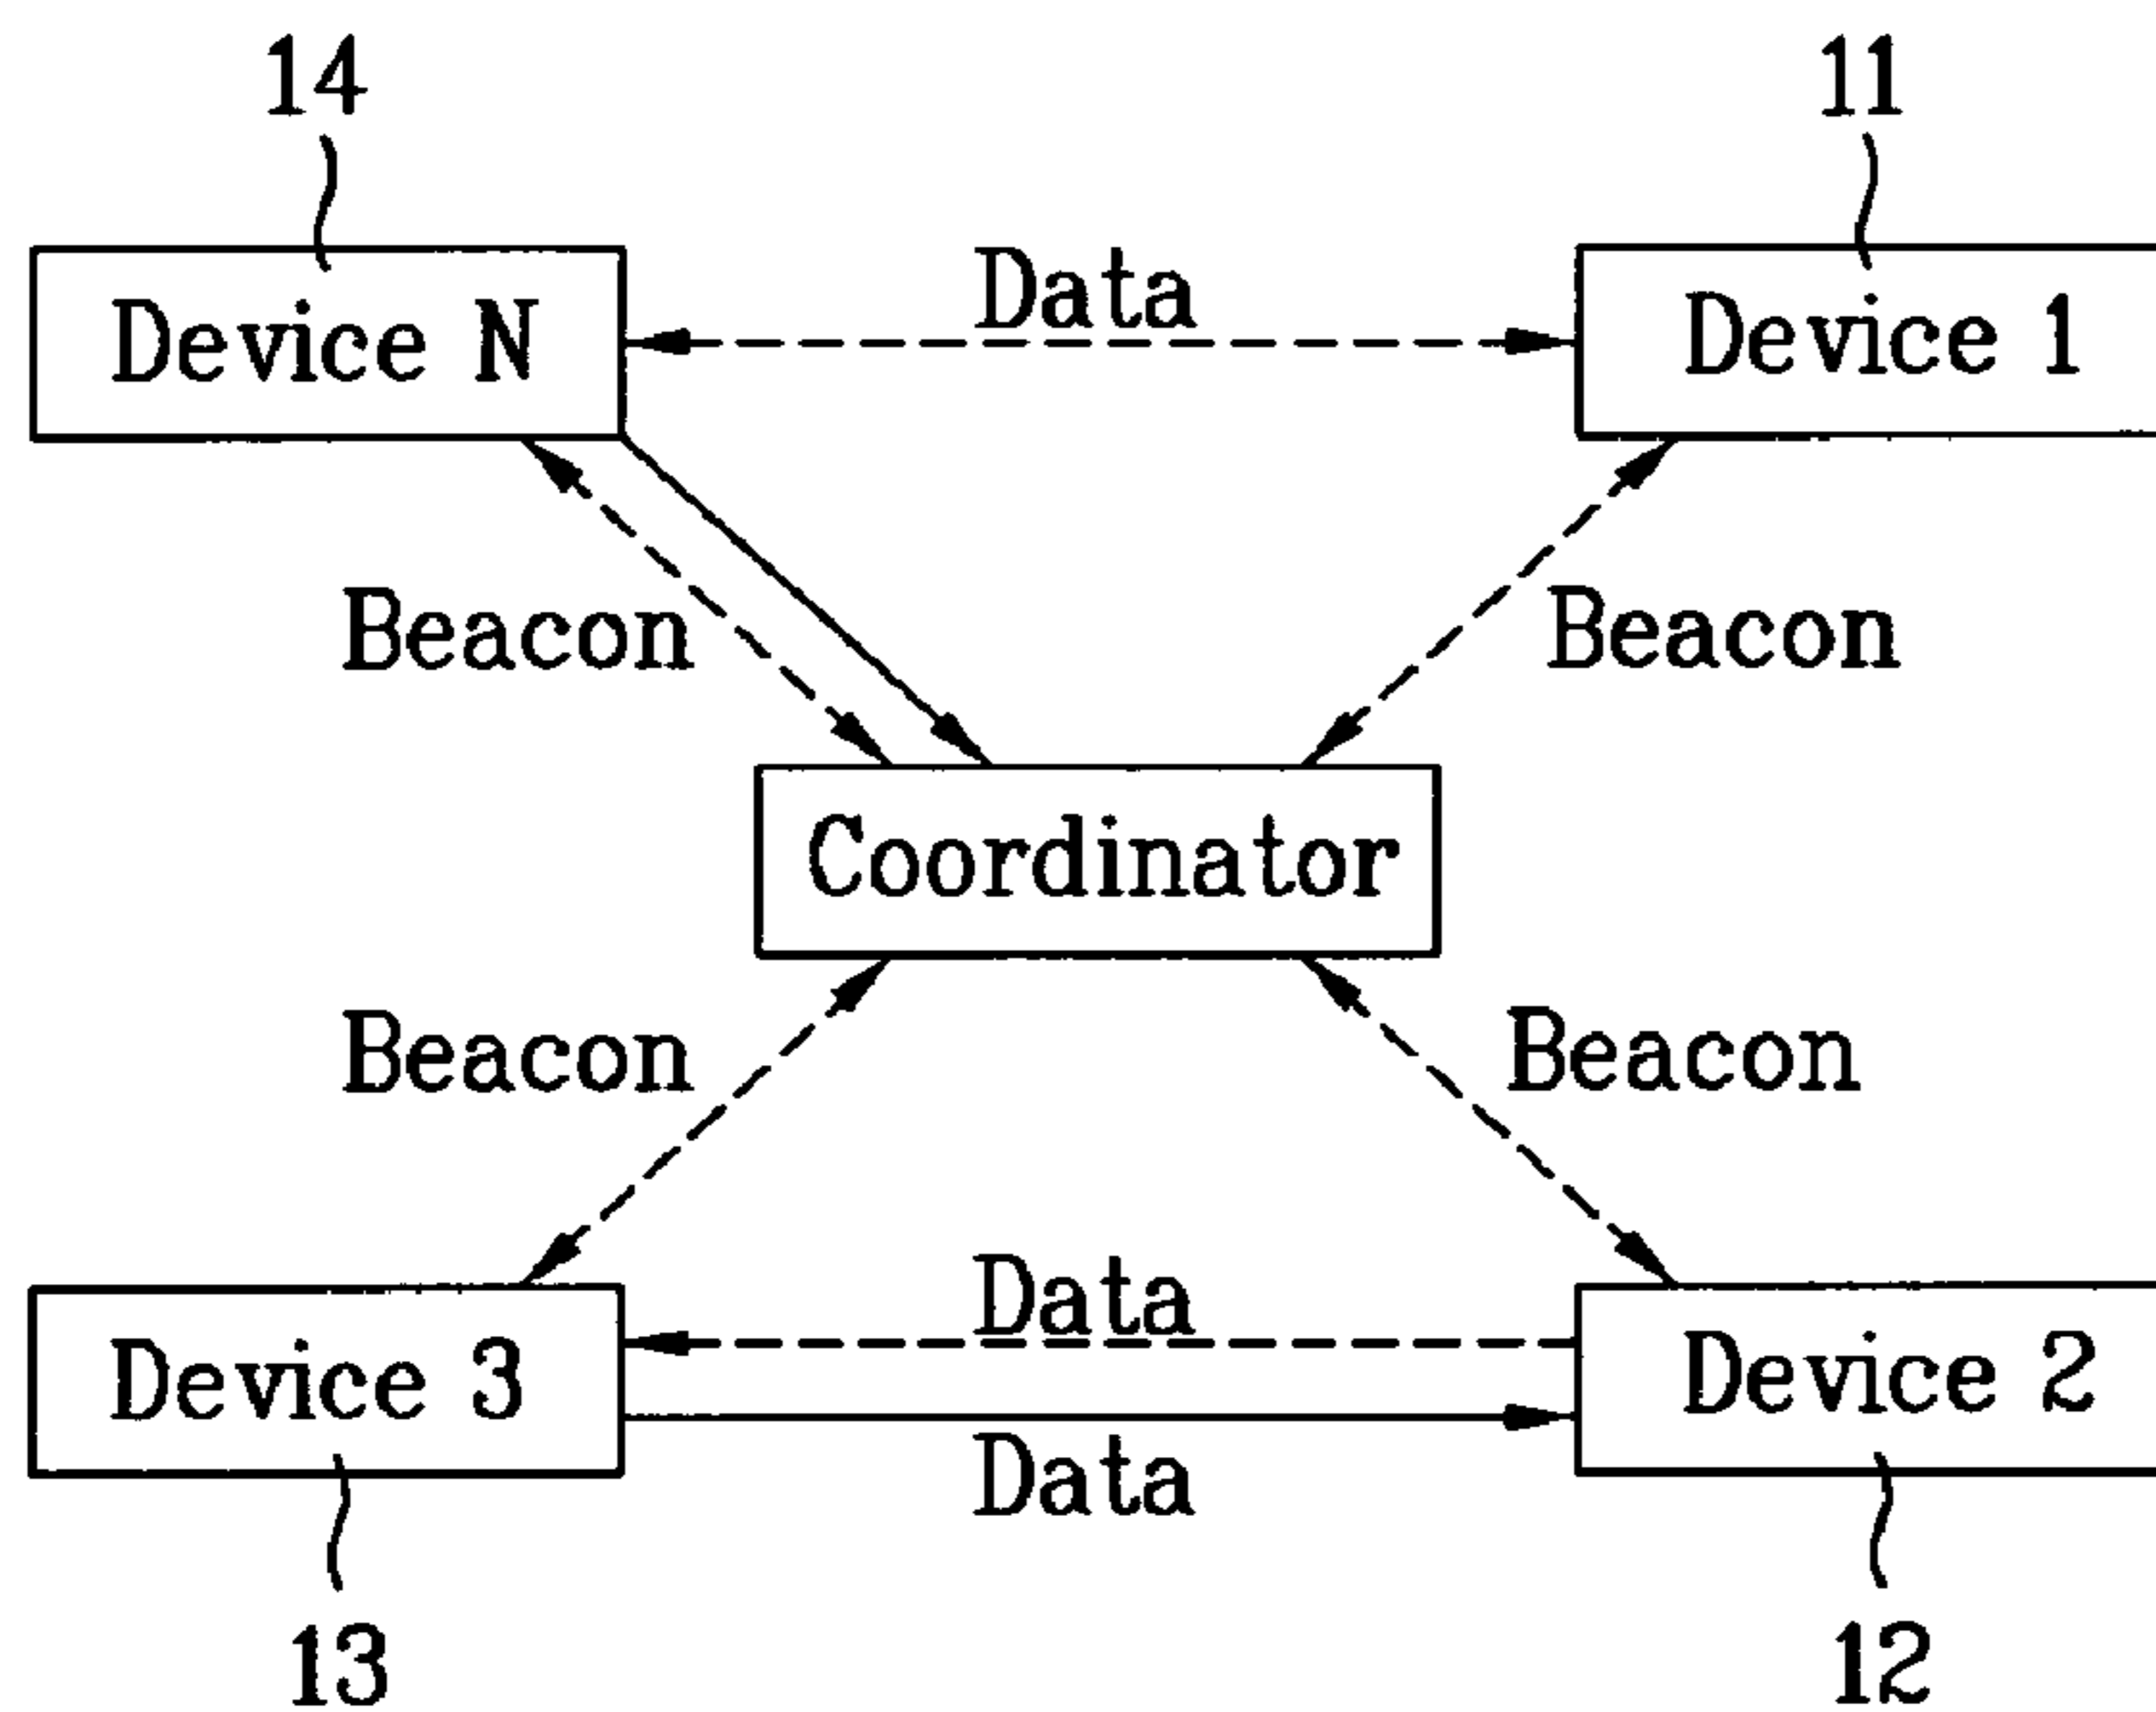 14
11
Data
Device N
Device 1
Beacon
Beacon
Coordinator
Beacon
Beacon
Data
Device 3
Device 2
Data
13
12